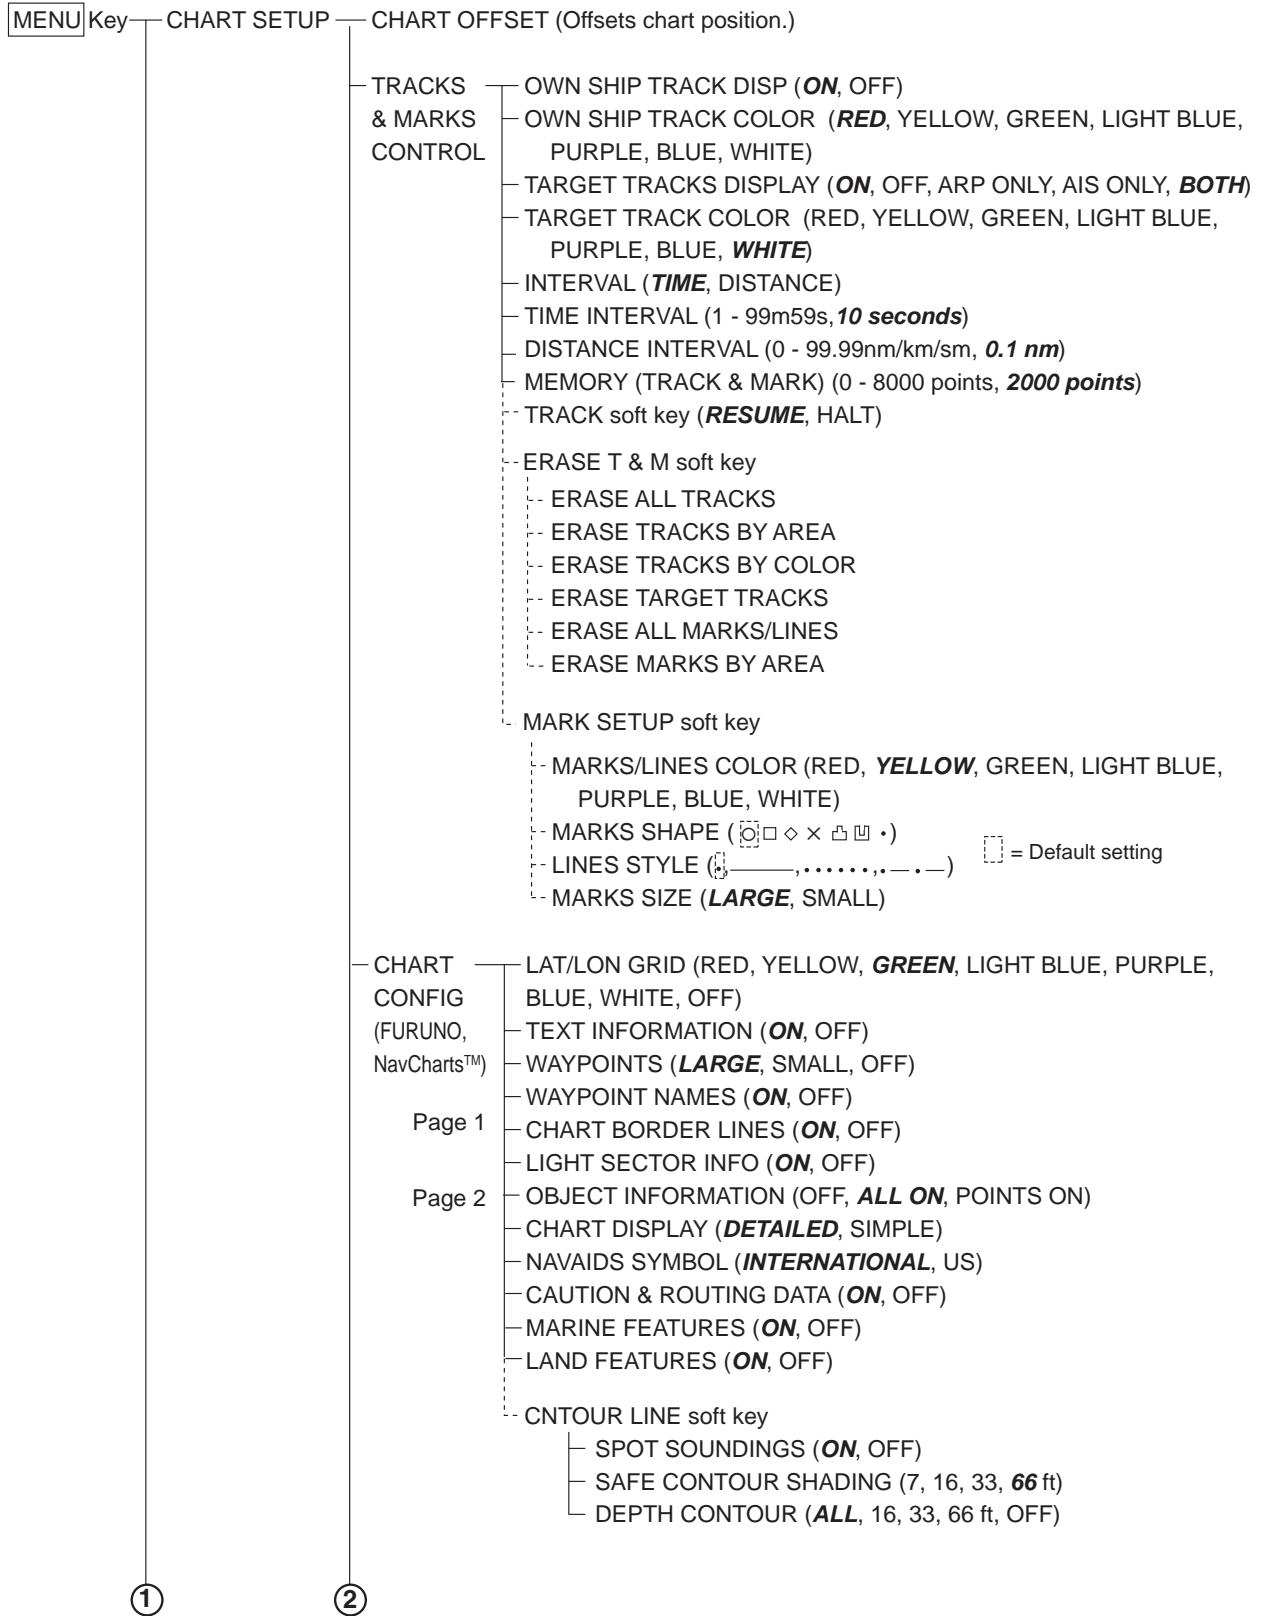 MENU Key CHART SETUP CHART OFFSET (Offsets chart position.)
TRACKS & MARKS CONTROL
OWN SHIP TRACK DISP (ON, OFF)
OWN SHIP TRACK COLOR (RED, YELLOW, GREEN, LIGHT BLUE,
PURPLE, BLUE, WHITE)
TARGET TRACKS DISPLAY (ON, OFF, ARP ONLY, AIS ONLY, BOTH)
TARGET TRACK COLOR (RED, YELLOW, GREEN, LIGHT BLUE,
PURPLE, BLUE, WHITE)
INTERVAL (TIME, DISTANCE)
TIME INTERVAL (1 - 99m59s,10 seconds)
DISTANCE INTERVAL (0 - 99.99nm/km/sm, 0.1 nm)
MEMORY (TRACK & MARK) (0 - 8000 points, 2000 points)
TRACK soft key (RESUME, HALT)
ERASE T & M soft key
ERASE ALL TRACKS
ERASE TRACKS BY AREA
ERASE TRACKS BY COLOR
ERASE TARGET TRACKS
ERASE ALL MARKS/LINES
ERASE MARKS BY AREA
MARK SETUP soft key
MARKS/LINES COLOR (RED, YELLOW, GREEN, LIGHT BLUE,
PURPLE, BLUE, WHITE)
MARKS SHAPE ( )
LINES STYLE ( )
= Default setting
MARKS SIZE (LARGE, SMALL)
CHART
CONFIG
(FURUNO,
NavCharts™)
Page 1
Page 2
LAT/LON GRID (RED, YELLOW, GREEN, LIGHT BLUE, PURPLE,
BLUE, WHITE, OFF)
TEXT INFORMATION (ON, OFF)
WAYPOINTS (LARGE, SMALL, OFF)
WAYPOINT NAMES (ON, OFF)
CHART BORDER LINES (ON, OFF)
LIGHT SECTOR INFO (ON, OFF)
OBJECT INFORMATION (OFF, ALL ON, POINTS ON)
CHART DISPLAY (DETAILED, SIMPLE)
NAVAIDS SYMBOL (INTERNATIONAL, US)
CAUTION & ROUTING DATA (ON, OFF)
MARINE FEATURES (ON, OFF)
LAND FEATURES (ON, OFF)
CNTOUR LINE soft key
SPOT SOUNDINGS (ON, OFF)
SAFE CONTOUR SHADING (7, 16, 33, 66 ft)
DEPTH CONTOUR (ALL, 16, 33, 66 ft, OFF)
1
2